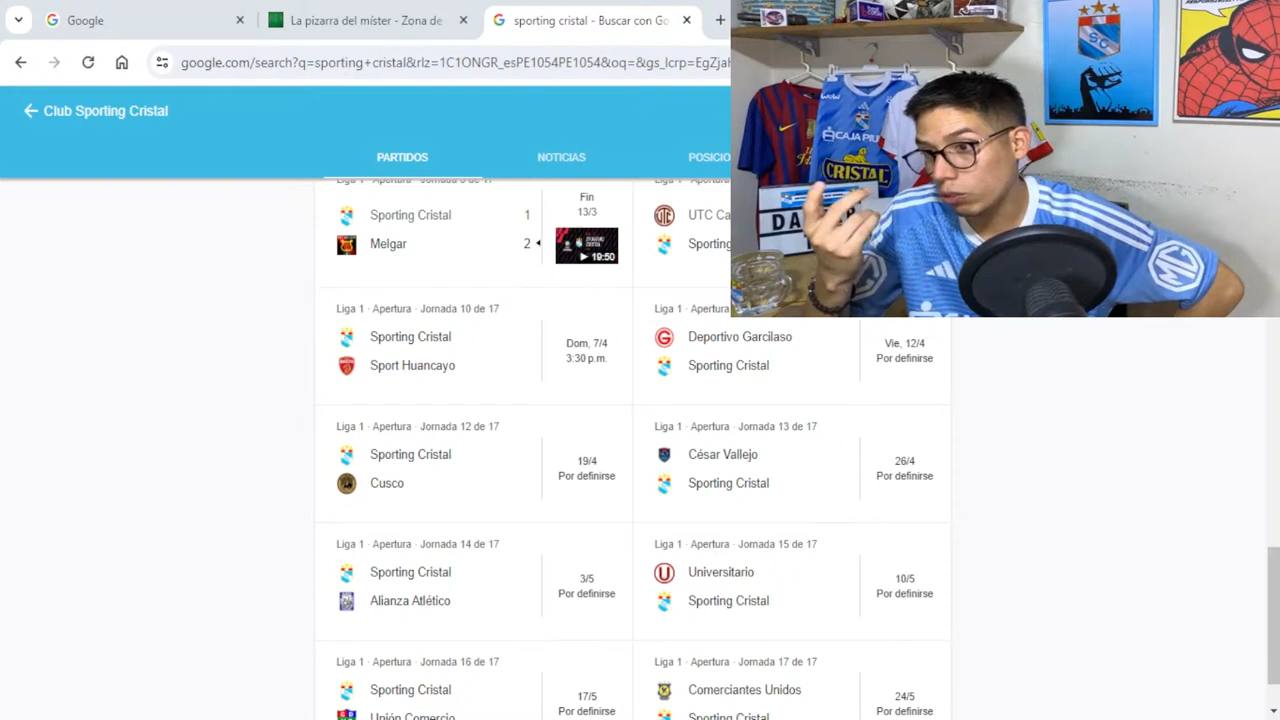 Google
La pizarra del míster - Zona de
sporting cristal - Buscar con Go
google.com/search?q=sporting+cristal&rlz=1C1ONGR_esPE1054PE1054&oq=&gs_lcrp=EgZjaH
Club Sporting Cristal
PARTIDOS
NOTICIAS
POSICIO
Sporting Cristal 1
Melgar 2
Fin
13/3
19:50
UTC Ca
Sporting
Liga 1 · Apertura · Jornada 10 de 17
Sporting Cristal
Sport Huancayo
Dom, 7/4
3:30 p.m.
Liga 1 · Apertura
Deportivo Garcilaso
Sporting Cristal
Vie, 12/4
Por definirse
Liga 1 · Apertura · Jornada 12 de 17
Sporting Cristal
Cusco
19/4
Por definirse
Liga 1 · Apertura · Jornada 13 de 17
César Vallejo
Sporting Cristal
26/4
Por definirse
Liga 1 · Apertura · Jornada 14 de 17
Sporting Cristal
Alianza Atlético
3/5
Por definirse
Liga 1 · Apertura · Jornada 15 de 17
Universitario
Sporting Cristal
10/5
Por definirse
Liga 1 · Apertura · Jornada 16 de 17
Sporting Cristal
Unión Comercio
17/5
Por definirse
Liga 1 · Apertura · Jornada 17 de 17
Comerciantes Unidos
Sporting Cristal
24/5
Por definirse
SC
CAJA PIU
CRISTAL
MG